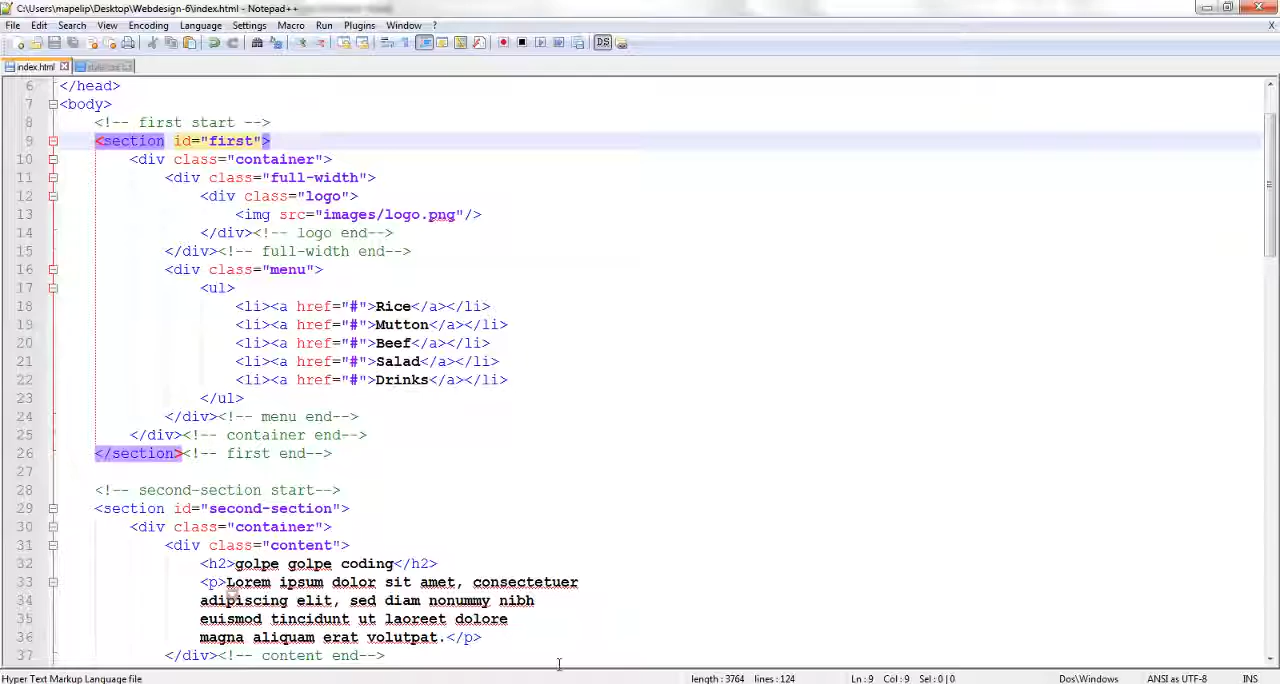 C:\Users\mapelip\Desktop\Webdesign-6\index.html - Notepad++
File Edit Search View Encoding Language Settings Macro Run Plugins Window ? X
index.html
6 </head>
7 <body>
8 <!-- first start -->
9 <section id="first">
10 <div class="container">
11 <div class="full-width">
12 <div class="logo">
13 <img src="images/logo.png"/>
14 </div><!-- logo end-->
15 </div><!-- full-width end-->
16 <div class="menu">
17 <ul>
18 <li><a href="#">Rice</a></li>
19 <li><a href="#">Mutton</a></li>
20 <li><a href="#">Beef</a></li>
21 <li><a href="#">Salad</a></li>
22 <li><a href="#">Drinks</a></li>
23 </ul>
24 </div><!-- menu end-->
25 </div><!-- container end-->
26 </section><!-- first end-->
27
28 <!-- second-section start-->
29 <section id="second-section">
30 <div class="container">
31 <div class="content">
32 <h2>golpe golpe coding</h2>
33 <p>Lorem ipsum dolor sit amet, consectetuer
34 adipiscing elit, sed diam nonummy nibh
35 euismod tincidunt ut laoreet dolore
36 magna aliquam erat volutpat.</p>
37 </div><!-- content end-->
Hyper Text Markup Language file length : 3764 lines : 124 Ln : 9 Col : 9 Sel : 0 | 0 Dos\Windows ANSI as UTF-8 INS